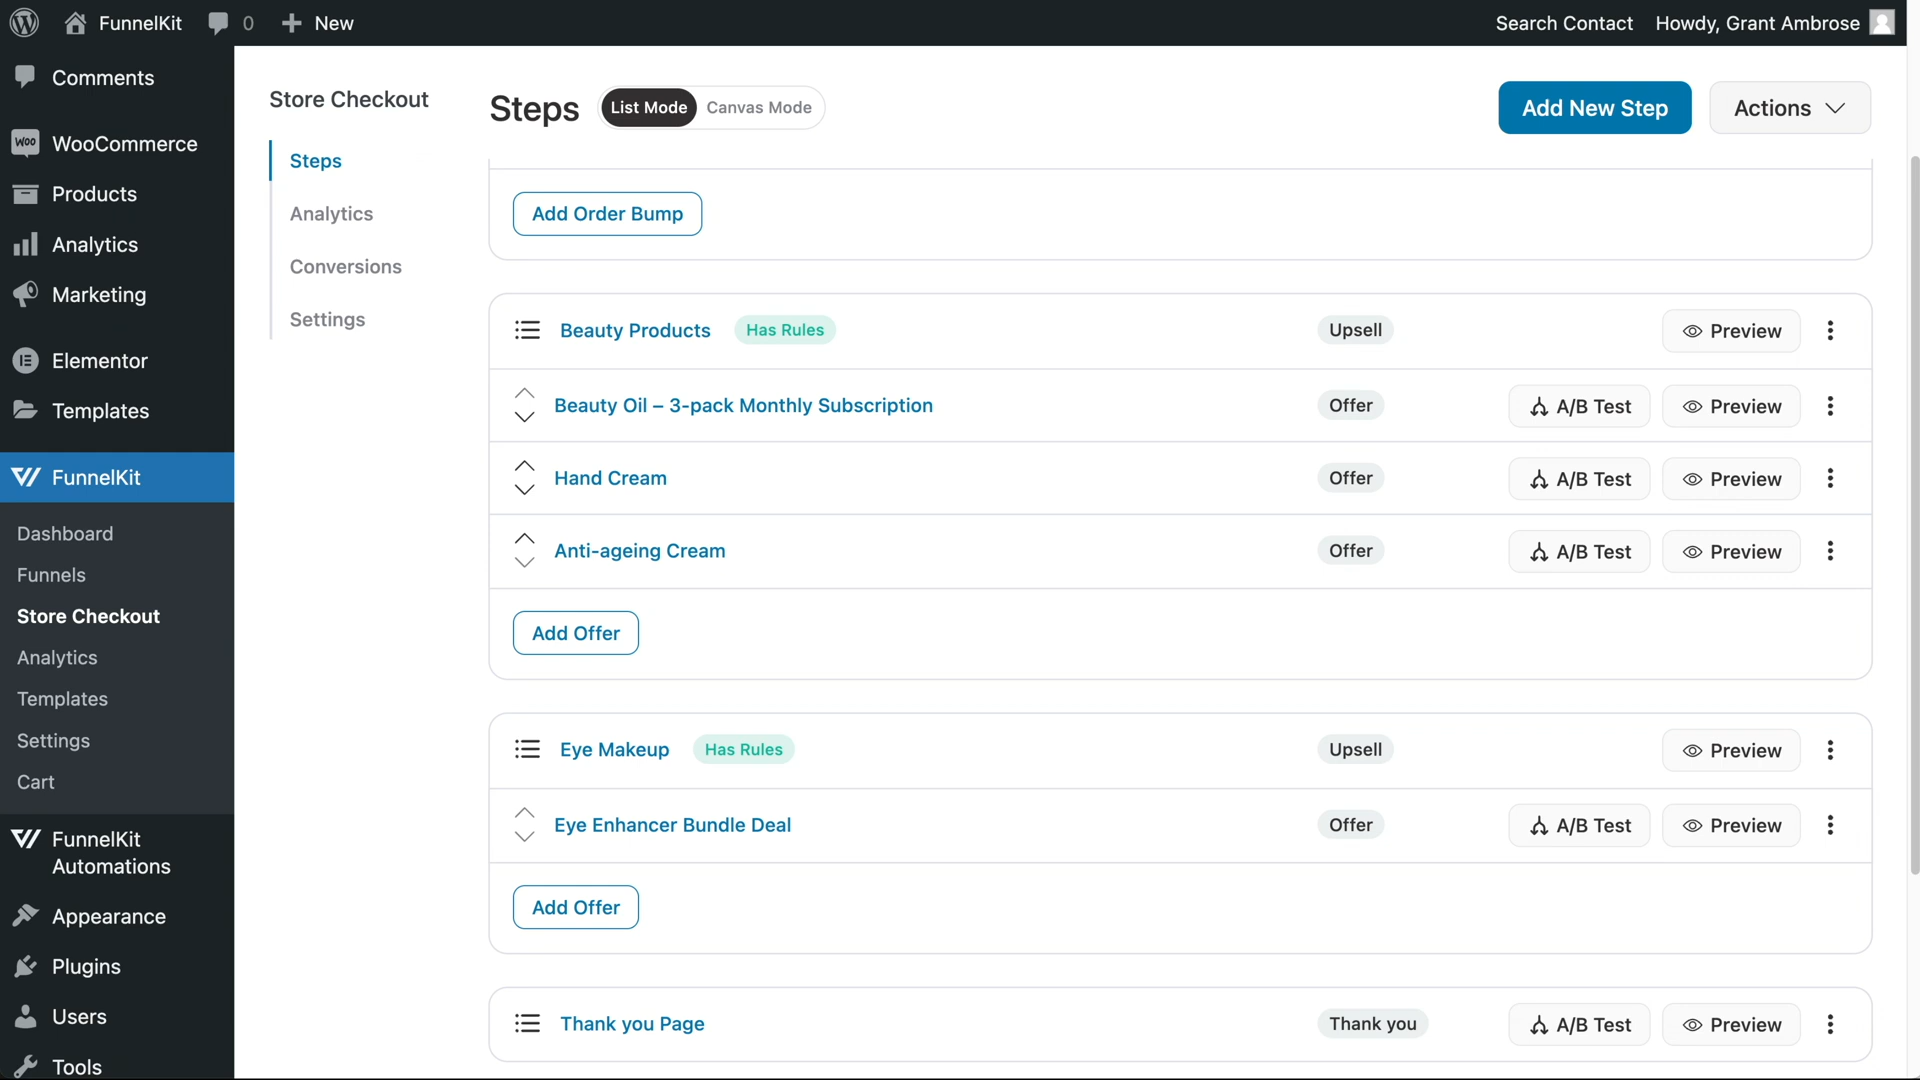 FunnelKit
0
New
Search Contact
Howdy, Grant Ambrose
Comments
WooCommerce
Products
Analytics
Marketing
Elementor
Templates
FunnelKit
Dashboard
Funnels
Store Checkout
Analytics
Templates
Settings
Cart
FunnelKit
Automations
Appearance
Plugins
Users
Tools
Store Checkout
Steps
Analytics
Conversions
Settings
Steps
List Mode
Canvas Mode
Add New Step
Actions
Add Order Bump
Beauty Products Has Rules Upsell Preview
Beauty Oil – 3-pack Monthly Subscription Offer A/B Test Preview
Hand Cream Offer A/B Test Preview
Anti-ageing Cream Offer A/B Test Preview
Add Offer
Eye Makeup Has Rules Upsell Preview
Eye Enhancer Bundle Deal Offer A/B Test Preview
Add Offer
Thank you Page Thank you A/B Test Preview